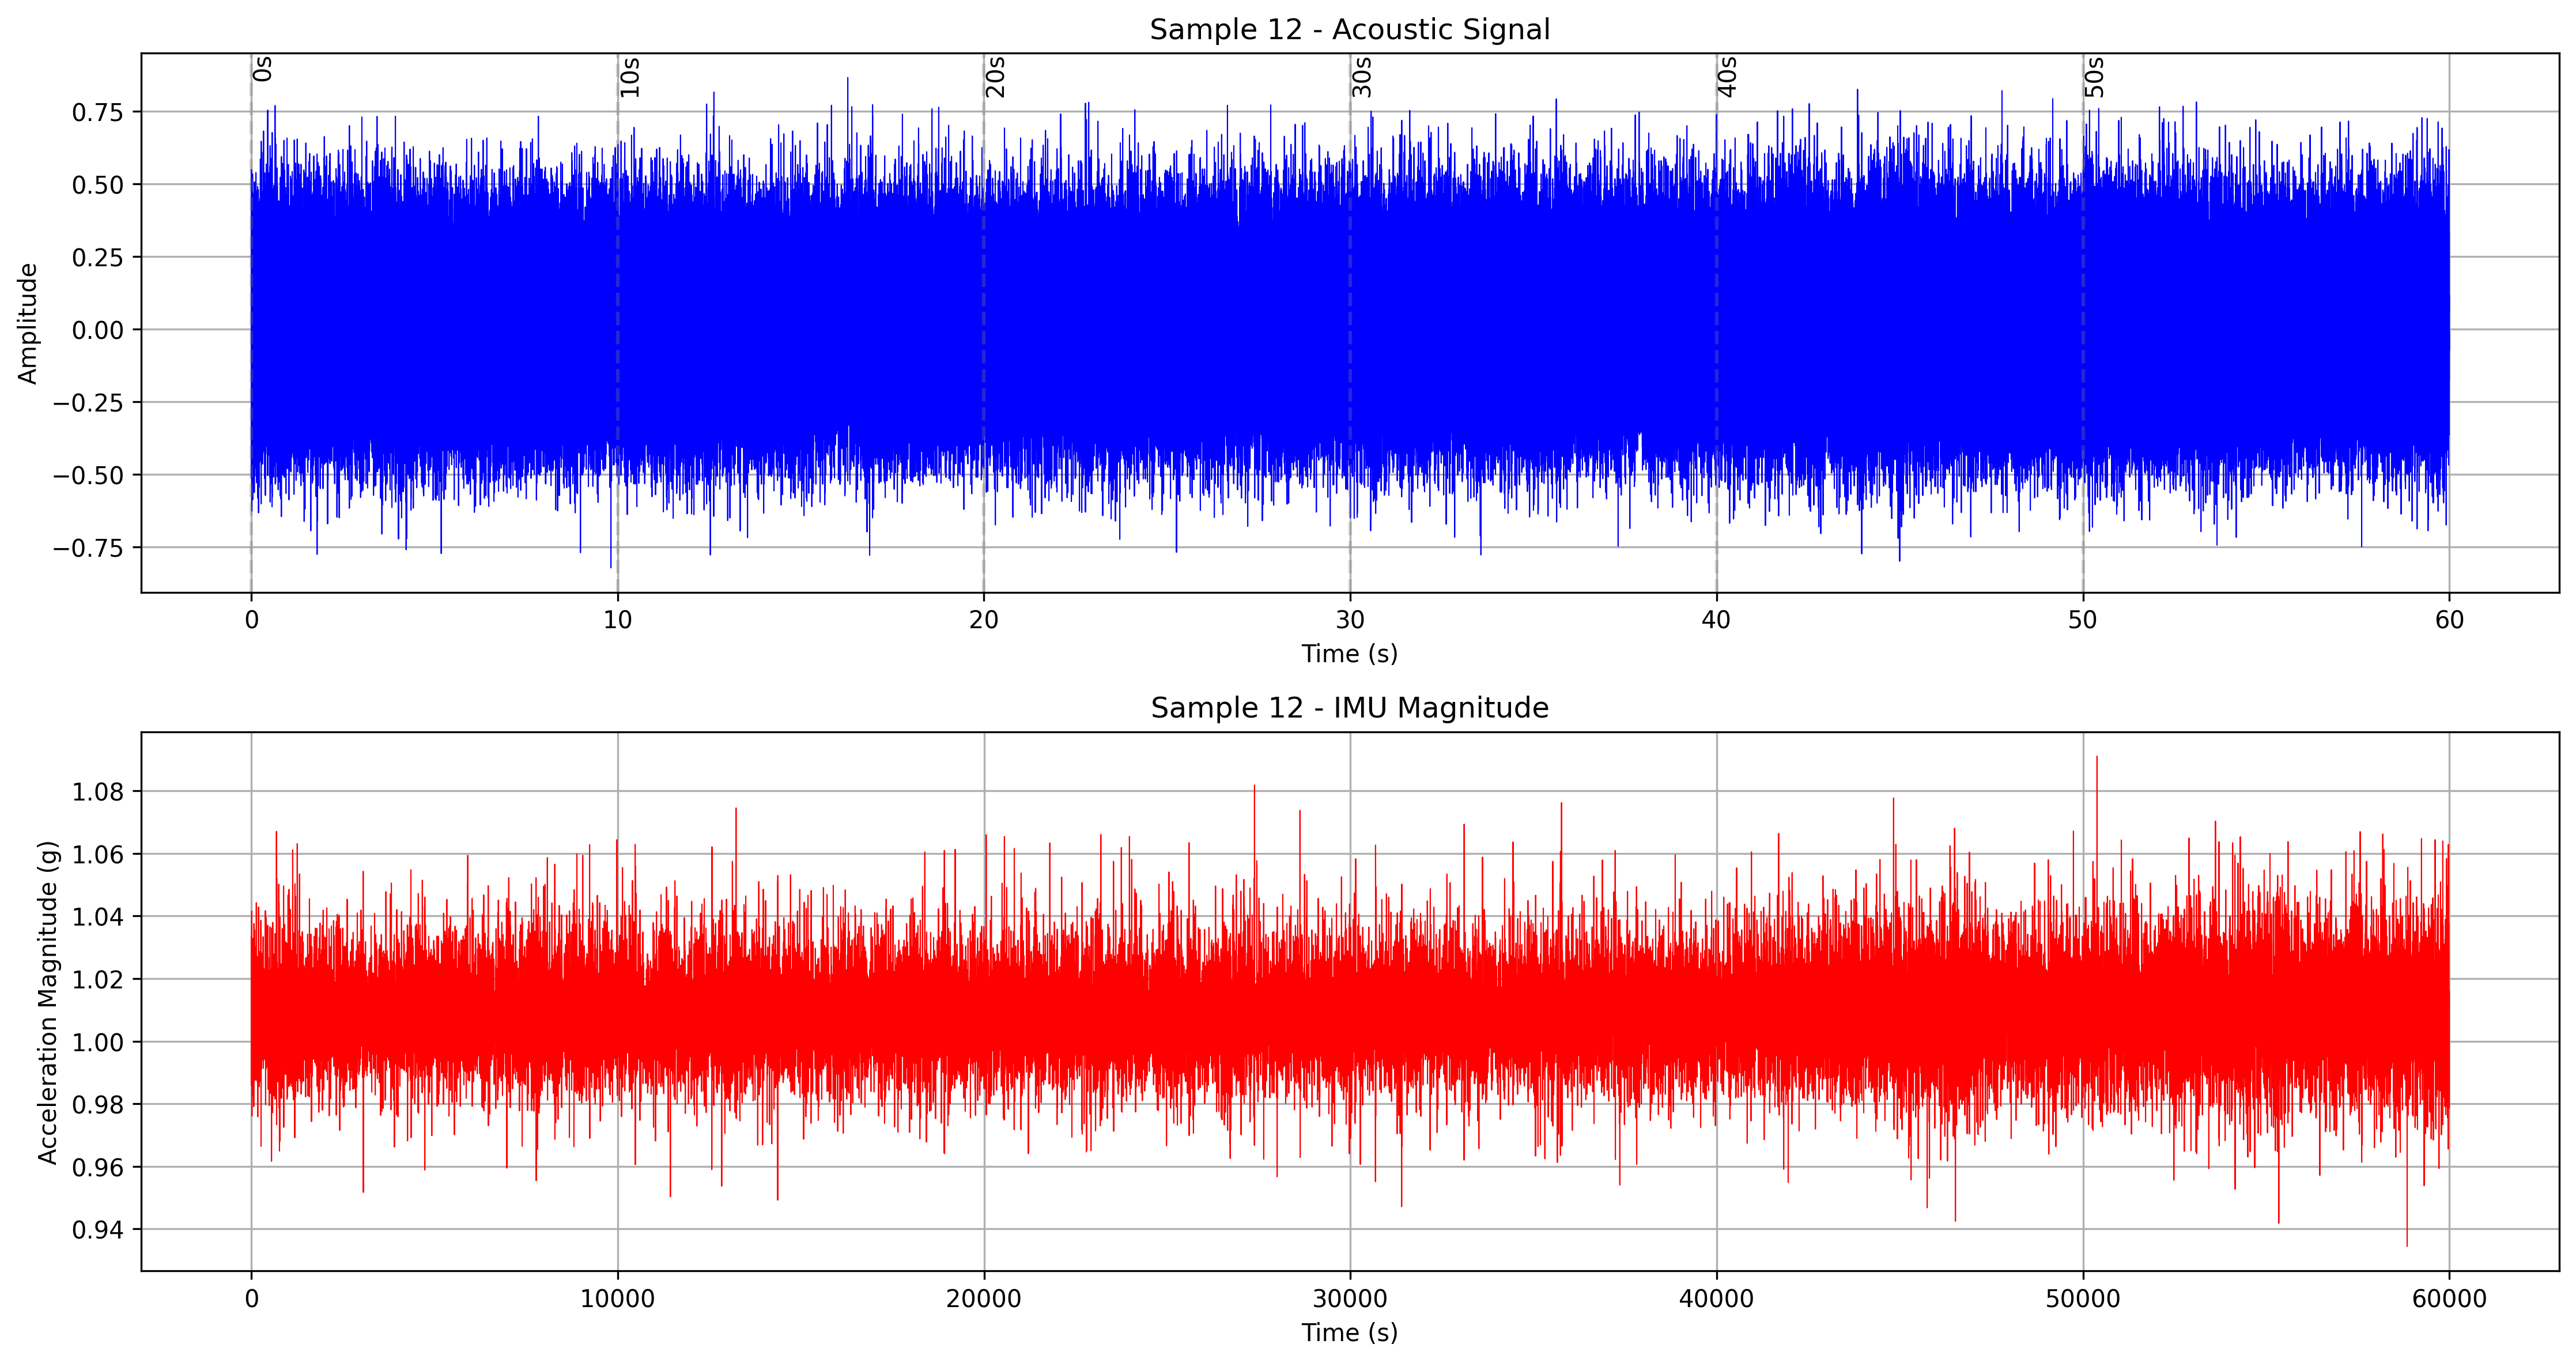 Sample 12 - Acoustic Signal
0s 10s 20s 30s 40s 50s
0.75
0.50
0.25
0.00
−0.25
−0.50
−0.75
Amplitude
0 10 20 30 40 50 60
Time (s)
Sample 12 - IMU Magnitude
1.08
1.06
1.04
1.02
1.00
0.98
0.96
0.94
Acceleration Magnitude (g)
0 10000 20000 30000 40000 50000 60000
Time (s)